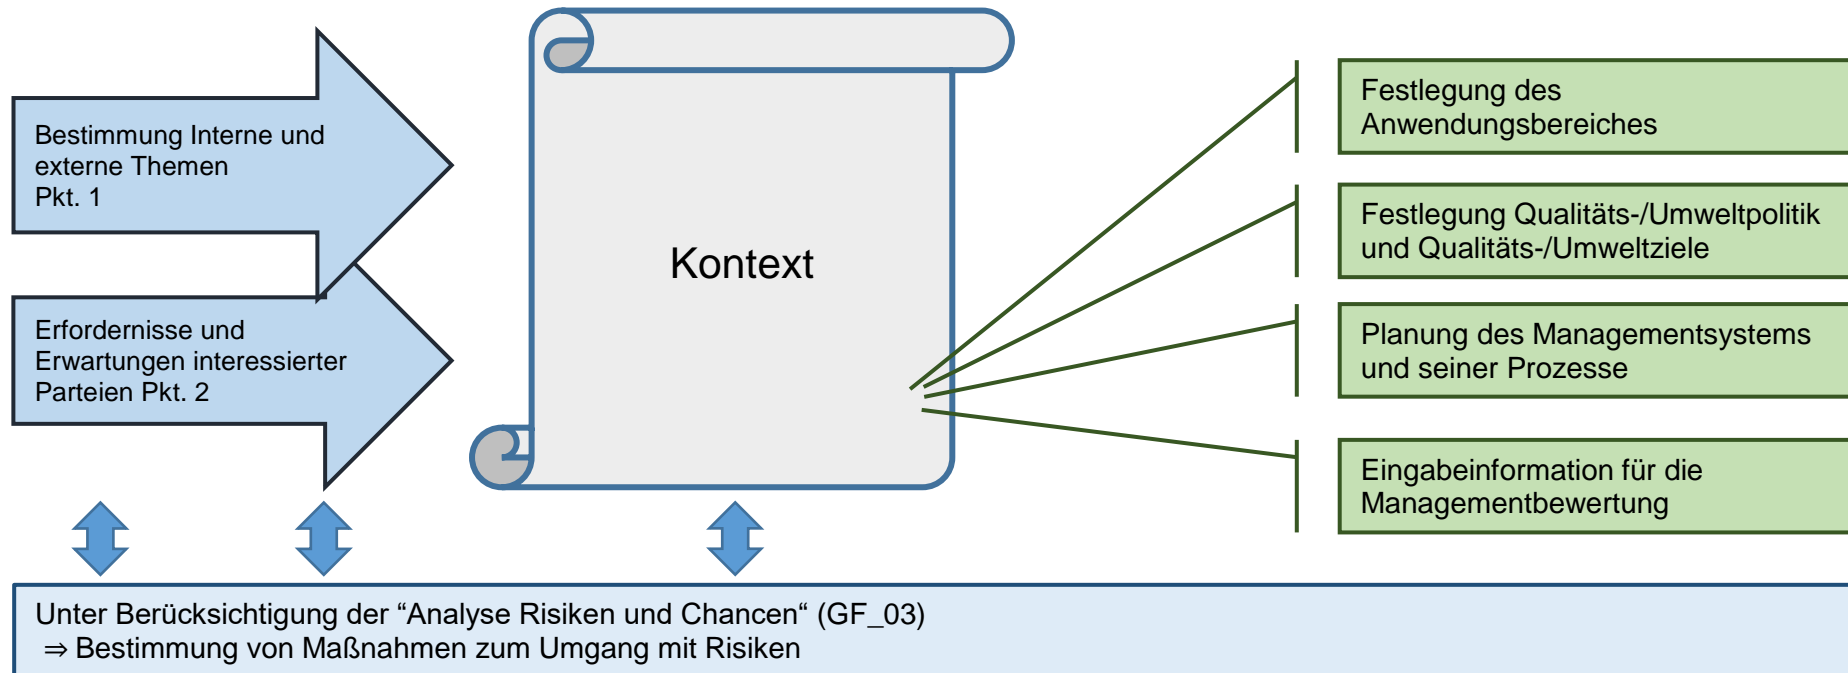 Bestimmung Interne und
externe Themen
Pkt. 1
Erfordernisse und
Erwartungen interessierter
Parteien Pkt. 2
Kontext
Festlegung des
Anwendungsbereiches
Festlegung Qualitäts-/Umweltpolitik
und Qualitäts-/Umweltziele
Planung des Managementsystems
und seiner Prozesse
Eingabeinformation für die
Managementbewertung
Unter Berücksichtigung der “Analyse Risiken und Chancen“ (GF_03)
⇒ Bestimmung von Maßnahmen zum Umgang mit Risiken